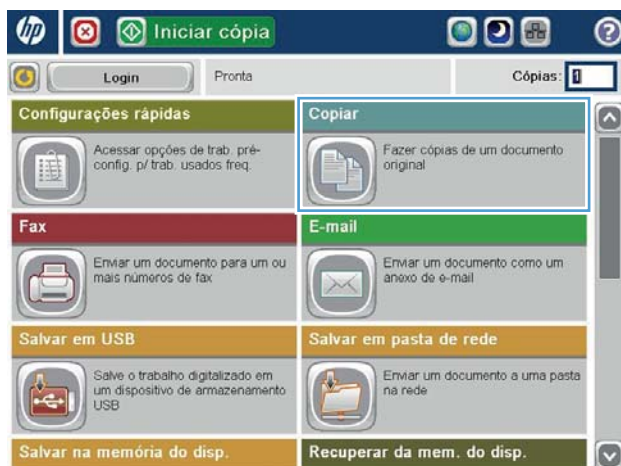 hp
Iniciar cópia
?
Login
Pronta
Cópias: 1
Configurações rápidas
Acessar opções de trab. pré-
config. p/ trab. usados freq.
Copiar
Fazer cópias de um documento
original
Fax
Enviar um documento para um ou
mais números de fax
E-mail
Enviar um documento como um
anexo de e-mail
Salvar em USB
Salve o trabalho digitalizado em
um dispositivo de armazenamento
USB
Salvar em pasta de rede
Enviar um documento a uma pasta
na rede
Salvar na memória do disp.
Recuperar da mem. do disp.